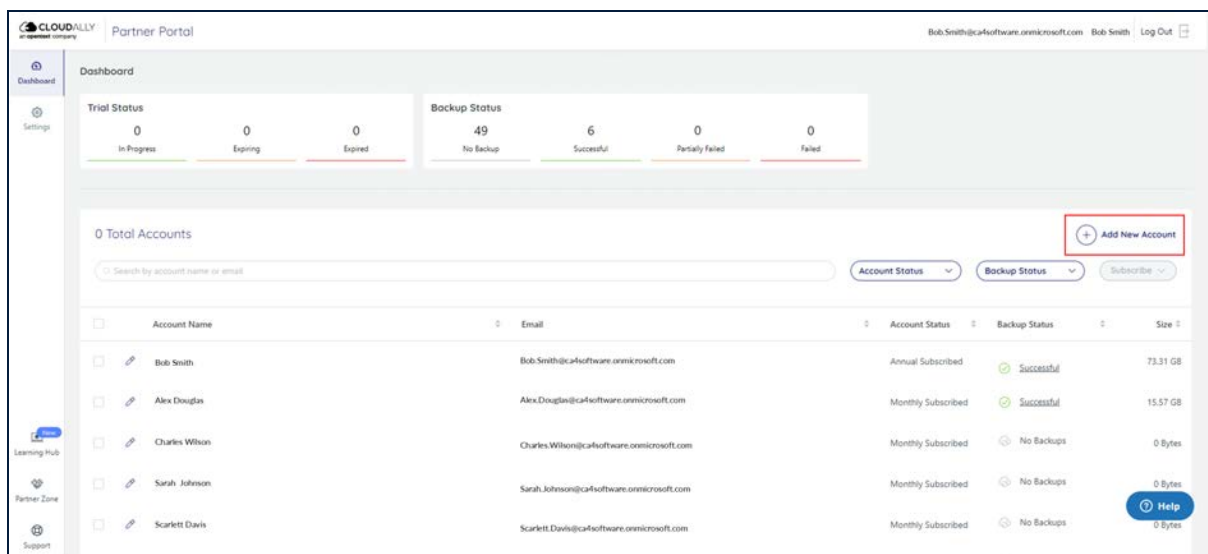 CLOUDALLY Partner Portal Bob.Smith@ca4software.onmicrosoft.com Bob Smith Log Out
an opentext company
Dashboard
Settings
Learning Hub
New
Partner Zone
Support
Dashboard
Trial Status
0 0 0
In Progress Expiring Expired
Backup Status
49 6 0 0
No Backup Successful Partially Failed Failed
0 Total Accounts
Add New Account
Search by account name or email
Account Status Backup Status Subscribe
Account Name Email Account Status Backup Status Size
Bob Smith Bob.Smith@ca4software.onmicrosoft.com Annual Subscribed Successful 73.31 GB
Alex Douglas Alex.Douglas@ca4software.onmicrosoft.com Monthly Subscribed Successful 15.57 GB
Charles Wilson Charles.Wilson@ca4software.onmicrosoft.com Monthly Subscribed No Backups 0 Bytes
Sarah Johnson Sarah.Johnson@ca4software.onmicrosoft.com Monthly Subscribed No Backups 0 Bytes
Scarlett Davis Scarlett.Davis@ca4software.onmicrosoft.com Monthly Subscribed No Backups 0 Bytes
Help